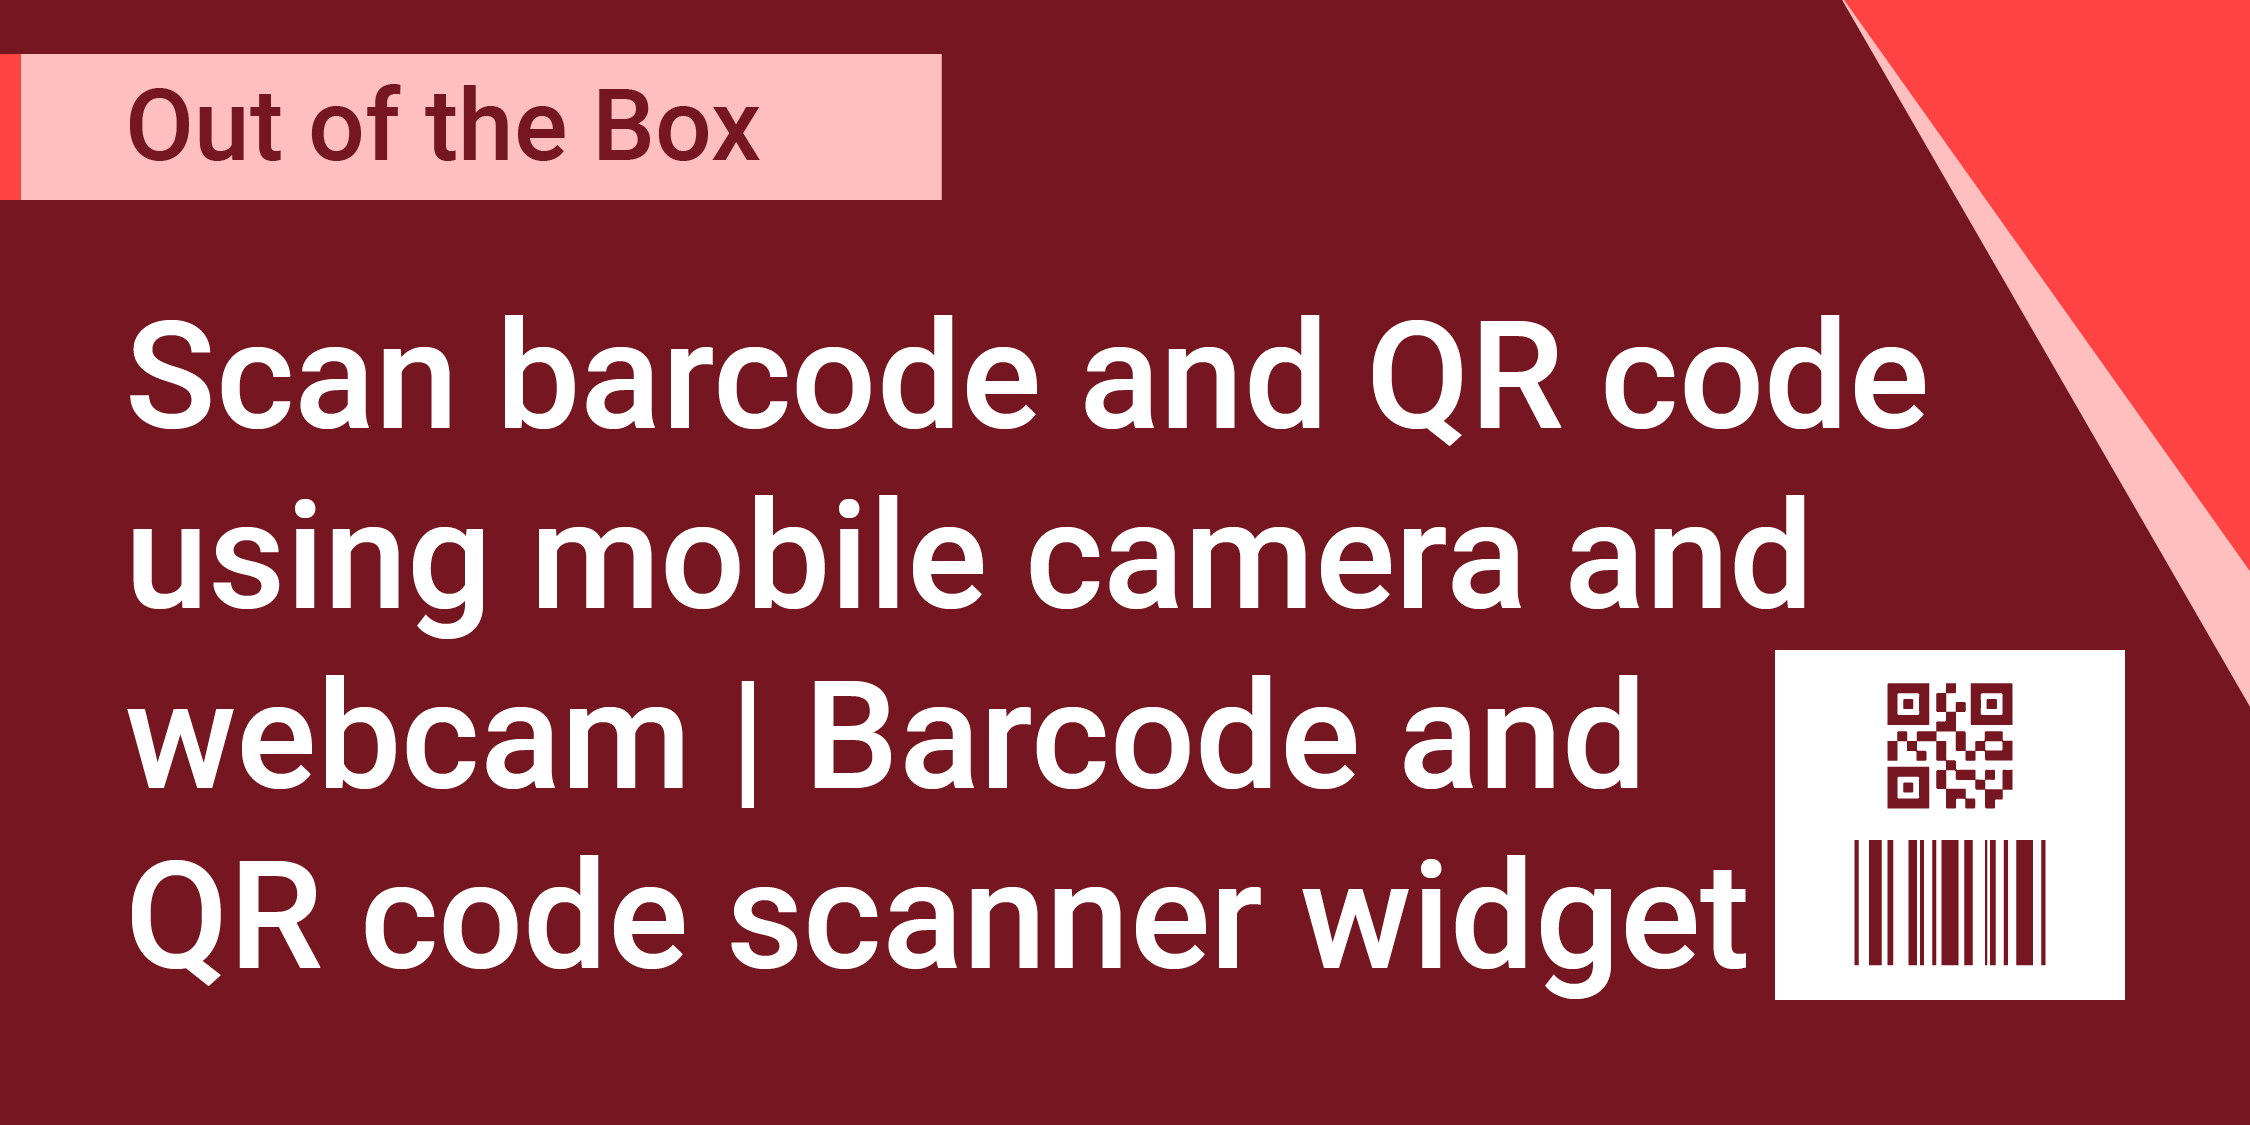 Out of the Box
Scan barcode and QR code
using mobile camera and
webcam | Barcode and
QR code scanner widget